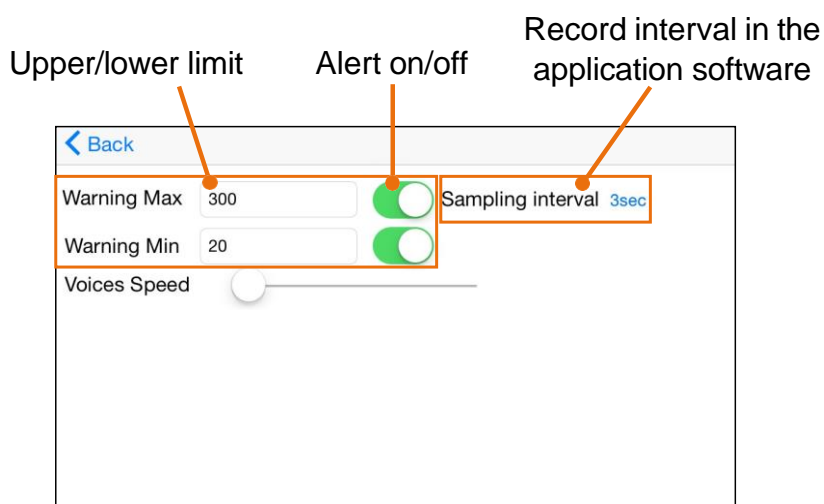 Record interval in the
application software
Upper/lower limit
Alert on/off
Back
Warning Max 300
Sampling interval 3sec
Warning Min 20
Voices Speed